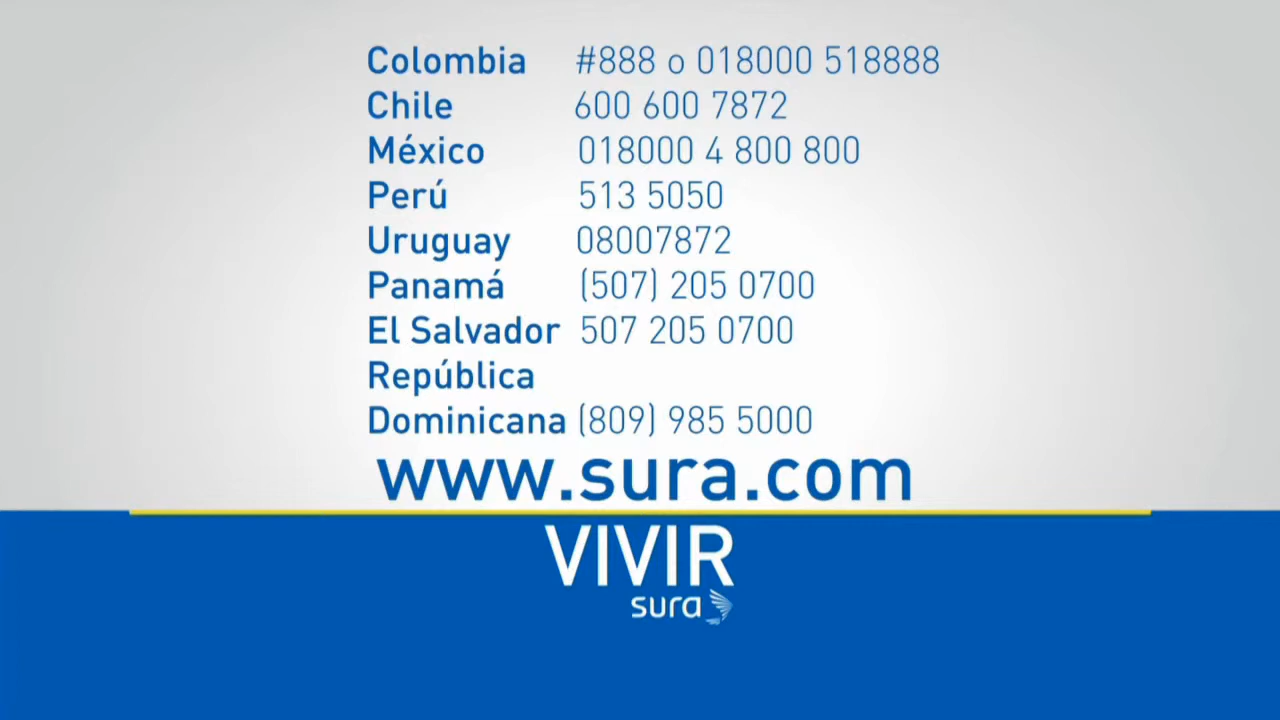 Colombia #888 o 018000 518888
Chile 600 600 7872
México 018000 4 800 800
Perú 513 5050
Uruguay 08007872
Panamá (507) 205 0700
El Salvador 507 205 0700
República
Dominicana (809) 985 5000
www.sura.com
VIVIR
sura